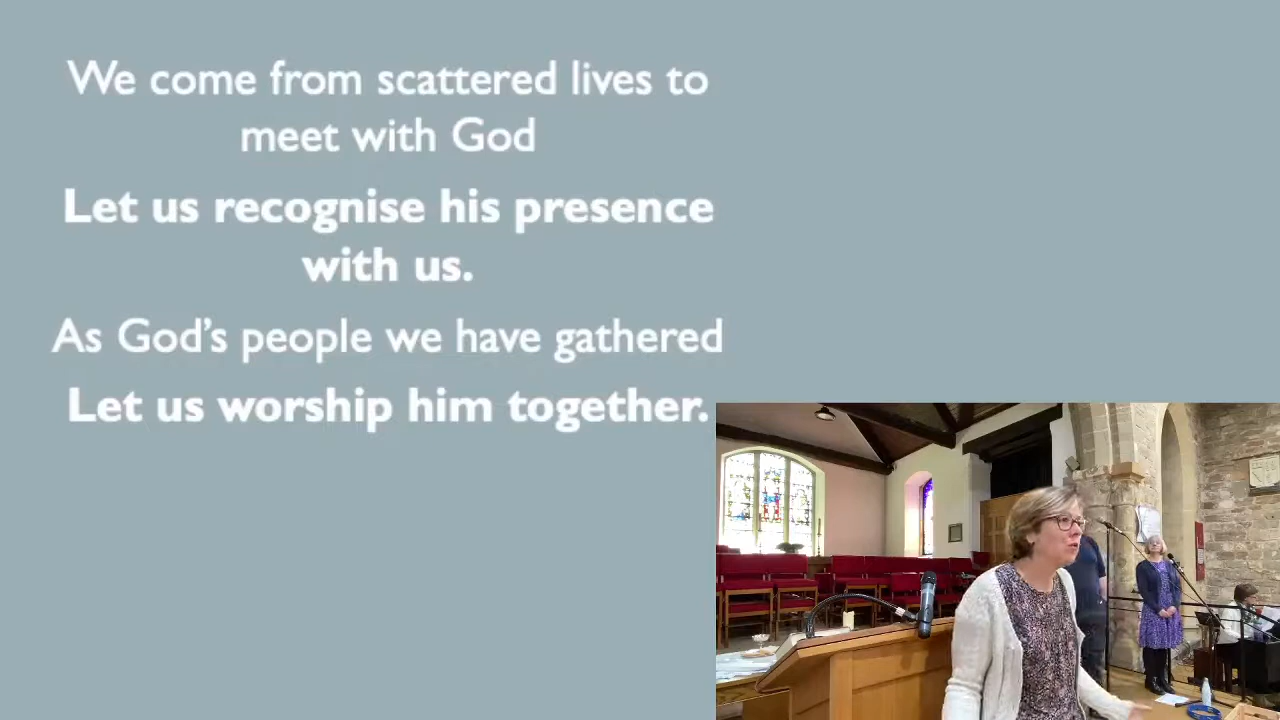 We come from scattered lives to
meet with God
Let us recognise his presence
with us.
As God’s people we have gathered
Let us worship him together.